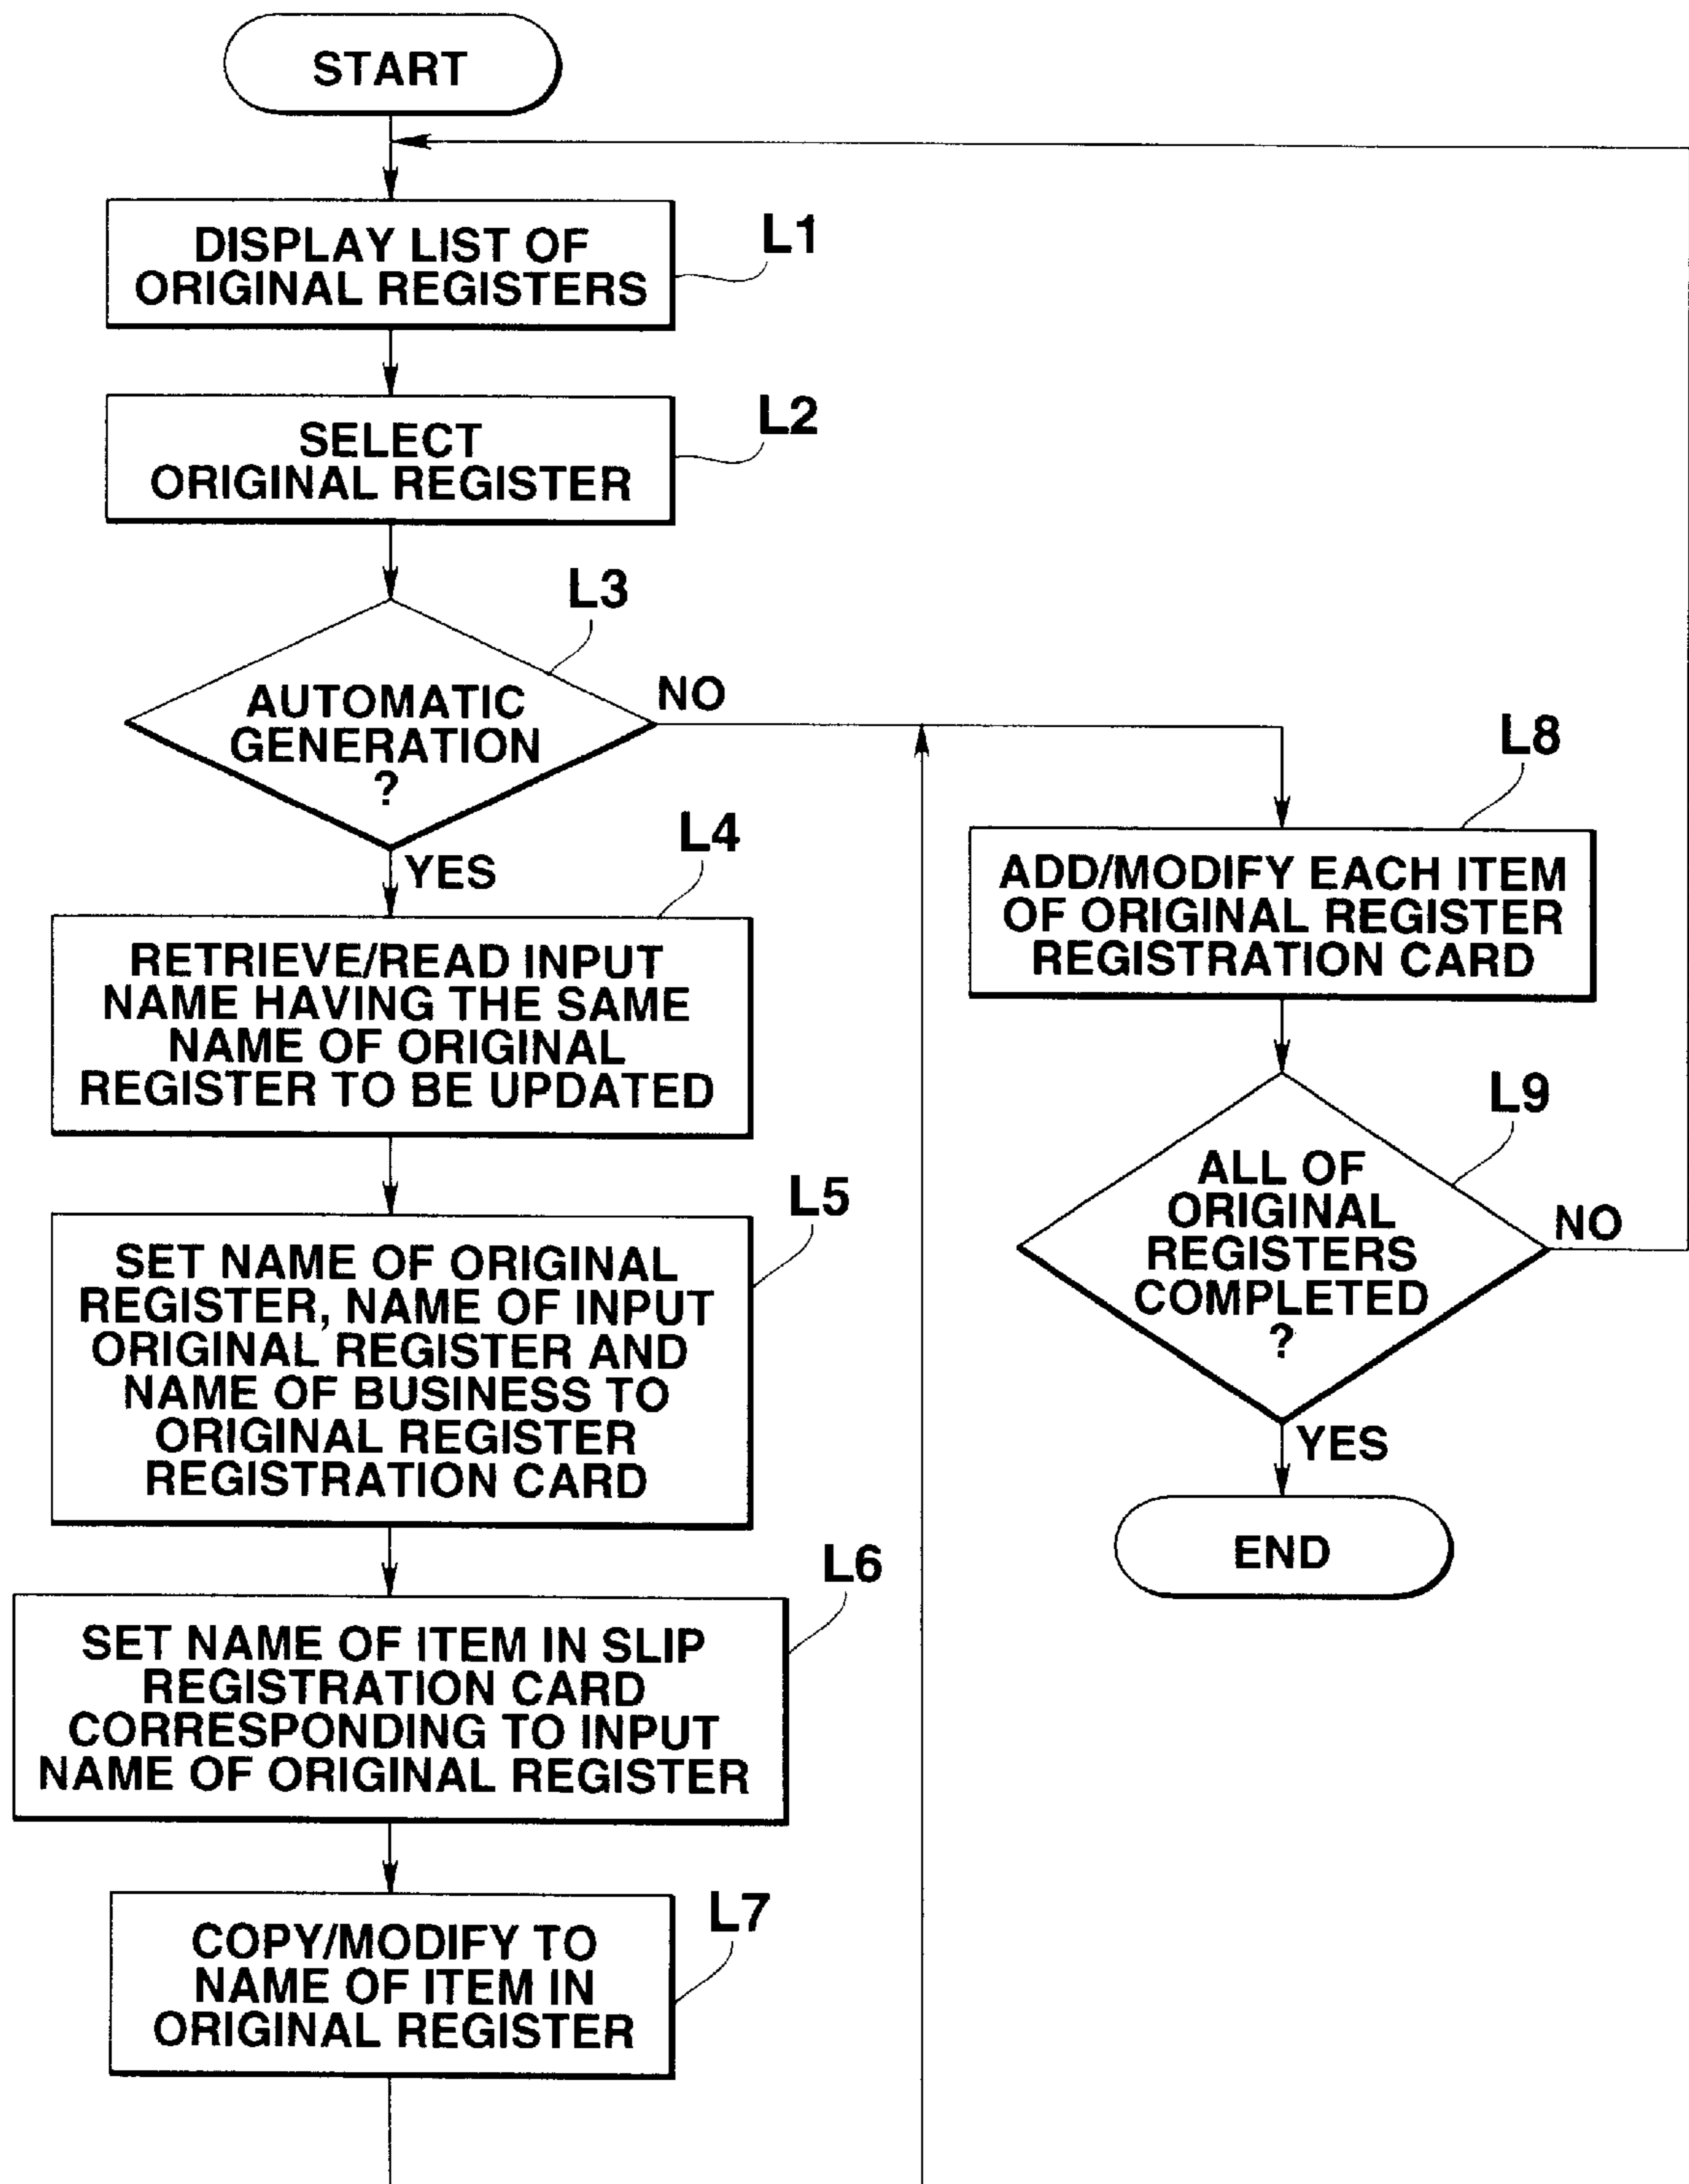 START
DISPLAY LIST OF
ORIGINAL REGISTERS
L1
SELECT
ORIGINAL REGISTER
L2
L3
AUTOMATIC
GENERATION
?
NO
YES
L4
RETRIEVE/READ INPUT
NAME HAVING THE SAME
NAME OF ORIGINAL
REGISTER TO BE UPDATED
L5
SET NAME OF ORIGINAL
REGISTER, NAME OF INPUT
ORIGINAL REGISTER AND
NAME OF BUSINESS TO
ORIGINAL REGISTER
REGISTRATION CARD
L6
SET NAME OF ITEM IN SLIP
REGISTRATION CARD
CORRESPONDING TO INPUT
NAME OF ORIGINAL REGISTER
L7
COPY/MODIFY TO
NAME OF ITEM IN
ORIGINAL REGISTER
L8
ADD/MODIFY EACH ITEM
OF ORIGINAL REGISTER
REGISTRATION CARD
L9
ALL OF
ORIGINAL
REGISTERS
COMPLETED
?
NO
YES
END